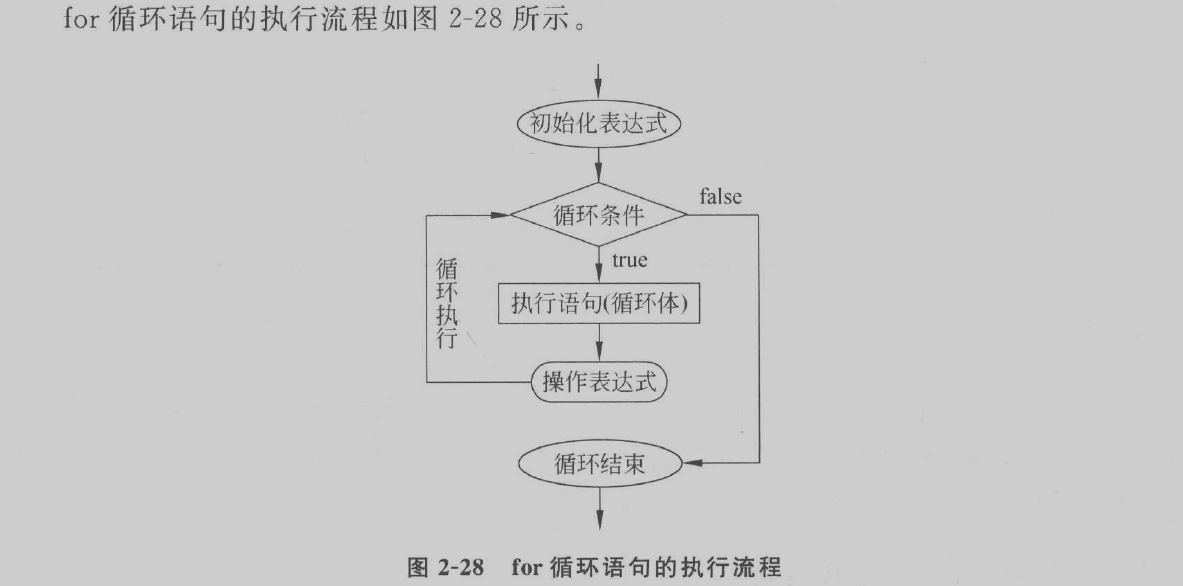 for 循环语句的执行流程如图 2-28 所示。
初始化表达式
循环条件
false
true
循环执行
执行语句(循环体)
操作表达式
循环结束
图 2-28 for 循环语句的执行流程